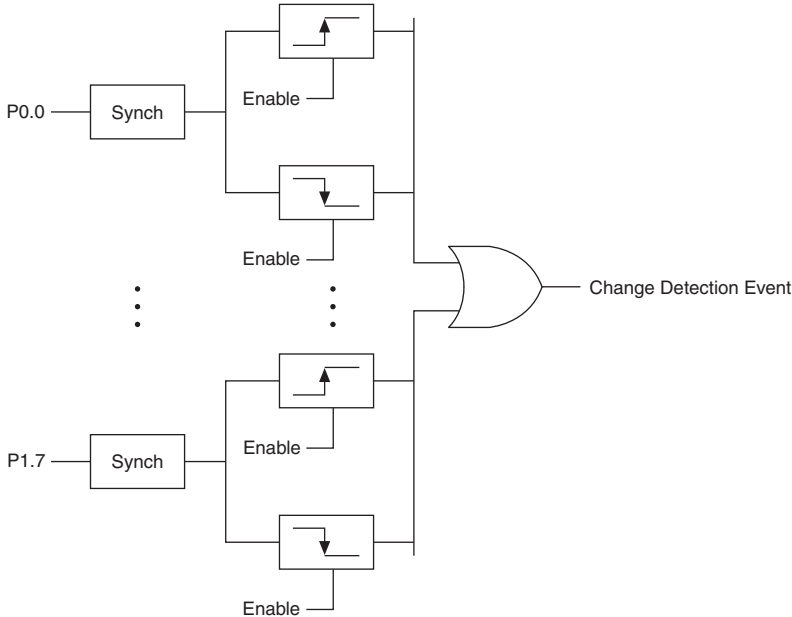 Enable
P0.0
Synch
Enable
Change Detection Event
Enable
P1.7
Synch
Enable